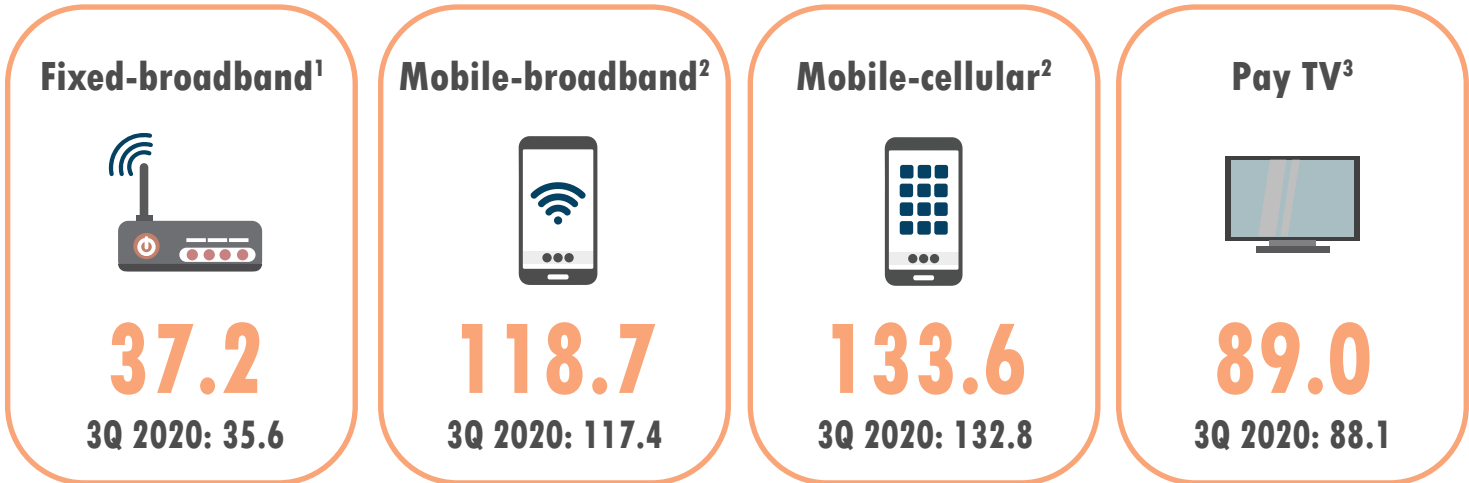 Fixed-broadband¹
37.2
3Q 2020: 35.6
Mobile-broadband²
118.7
3Q 2020: 117.4
Mobile-cellular²
133.6
3Q 2020: 132.8
Pay TV³
89.0
3Q 2020: 88.1